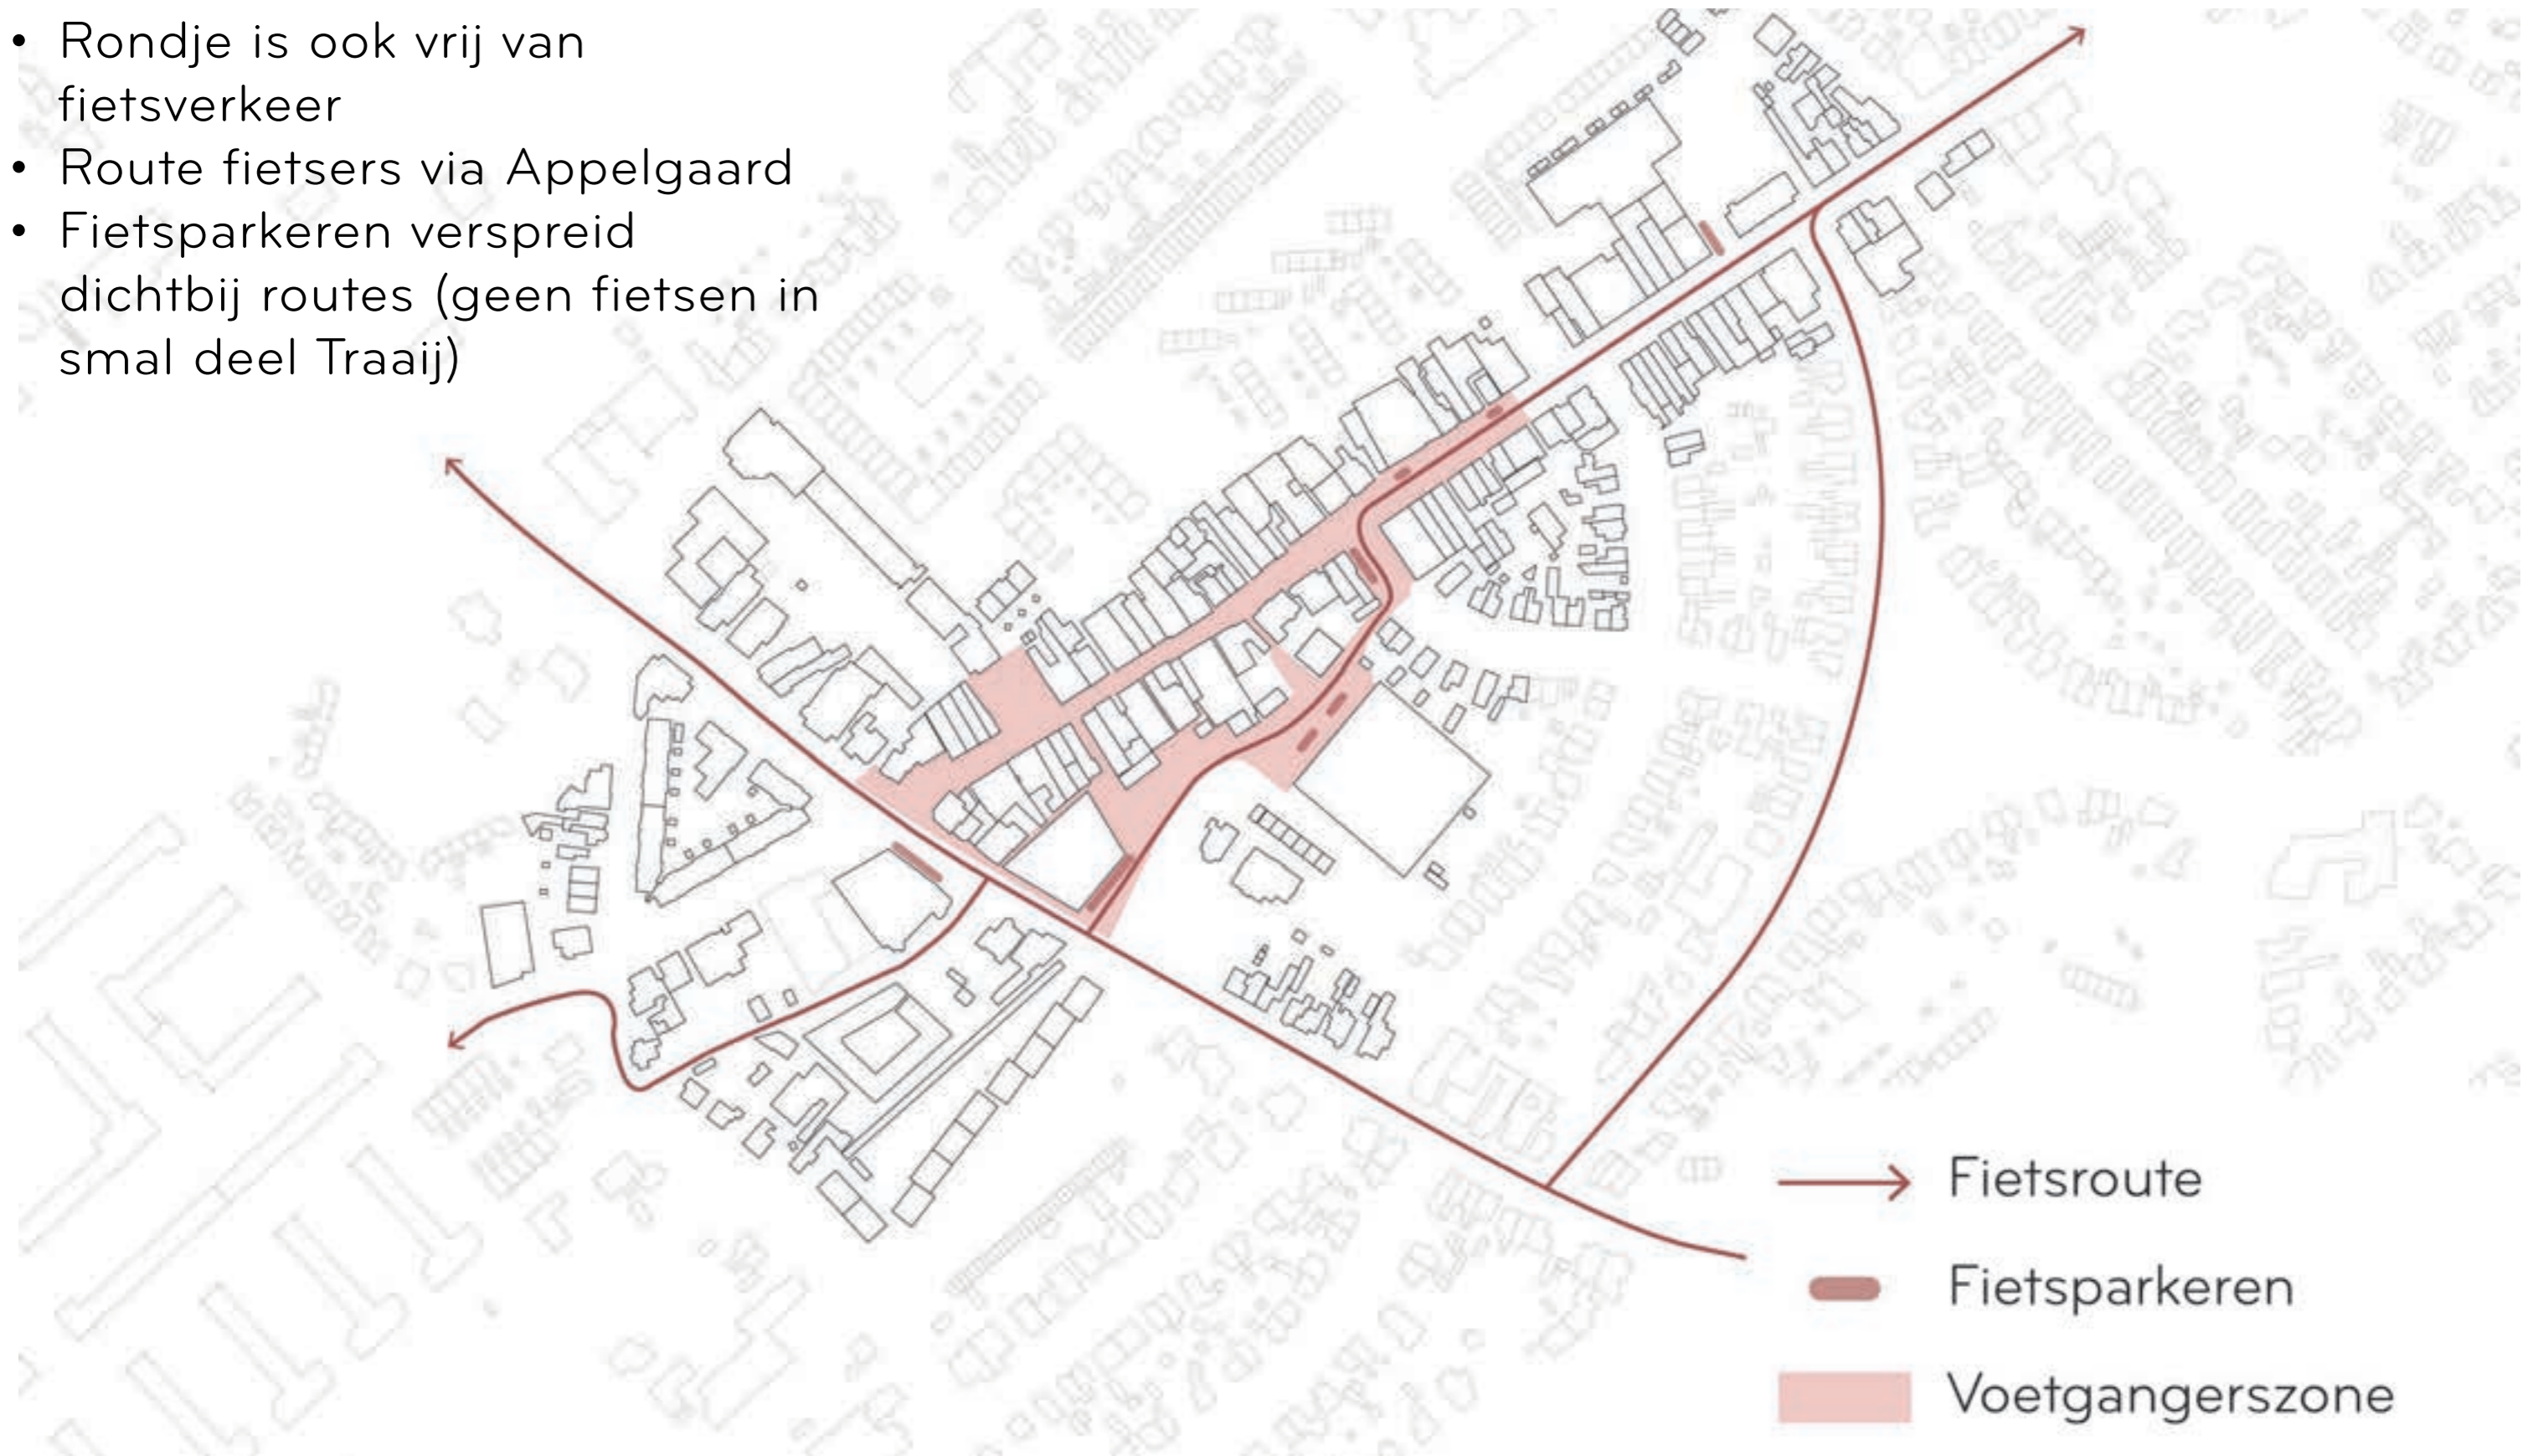 • Rondje is ook vrij van
fietsverkeer
• Route fietsers via Appelgaard
• Fietsparkeren verspreid
dichtbij routes (geen fietsen in
smal deel Traaij)
Fietsroute
Fietsparkeren
Voetgangerszone